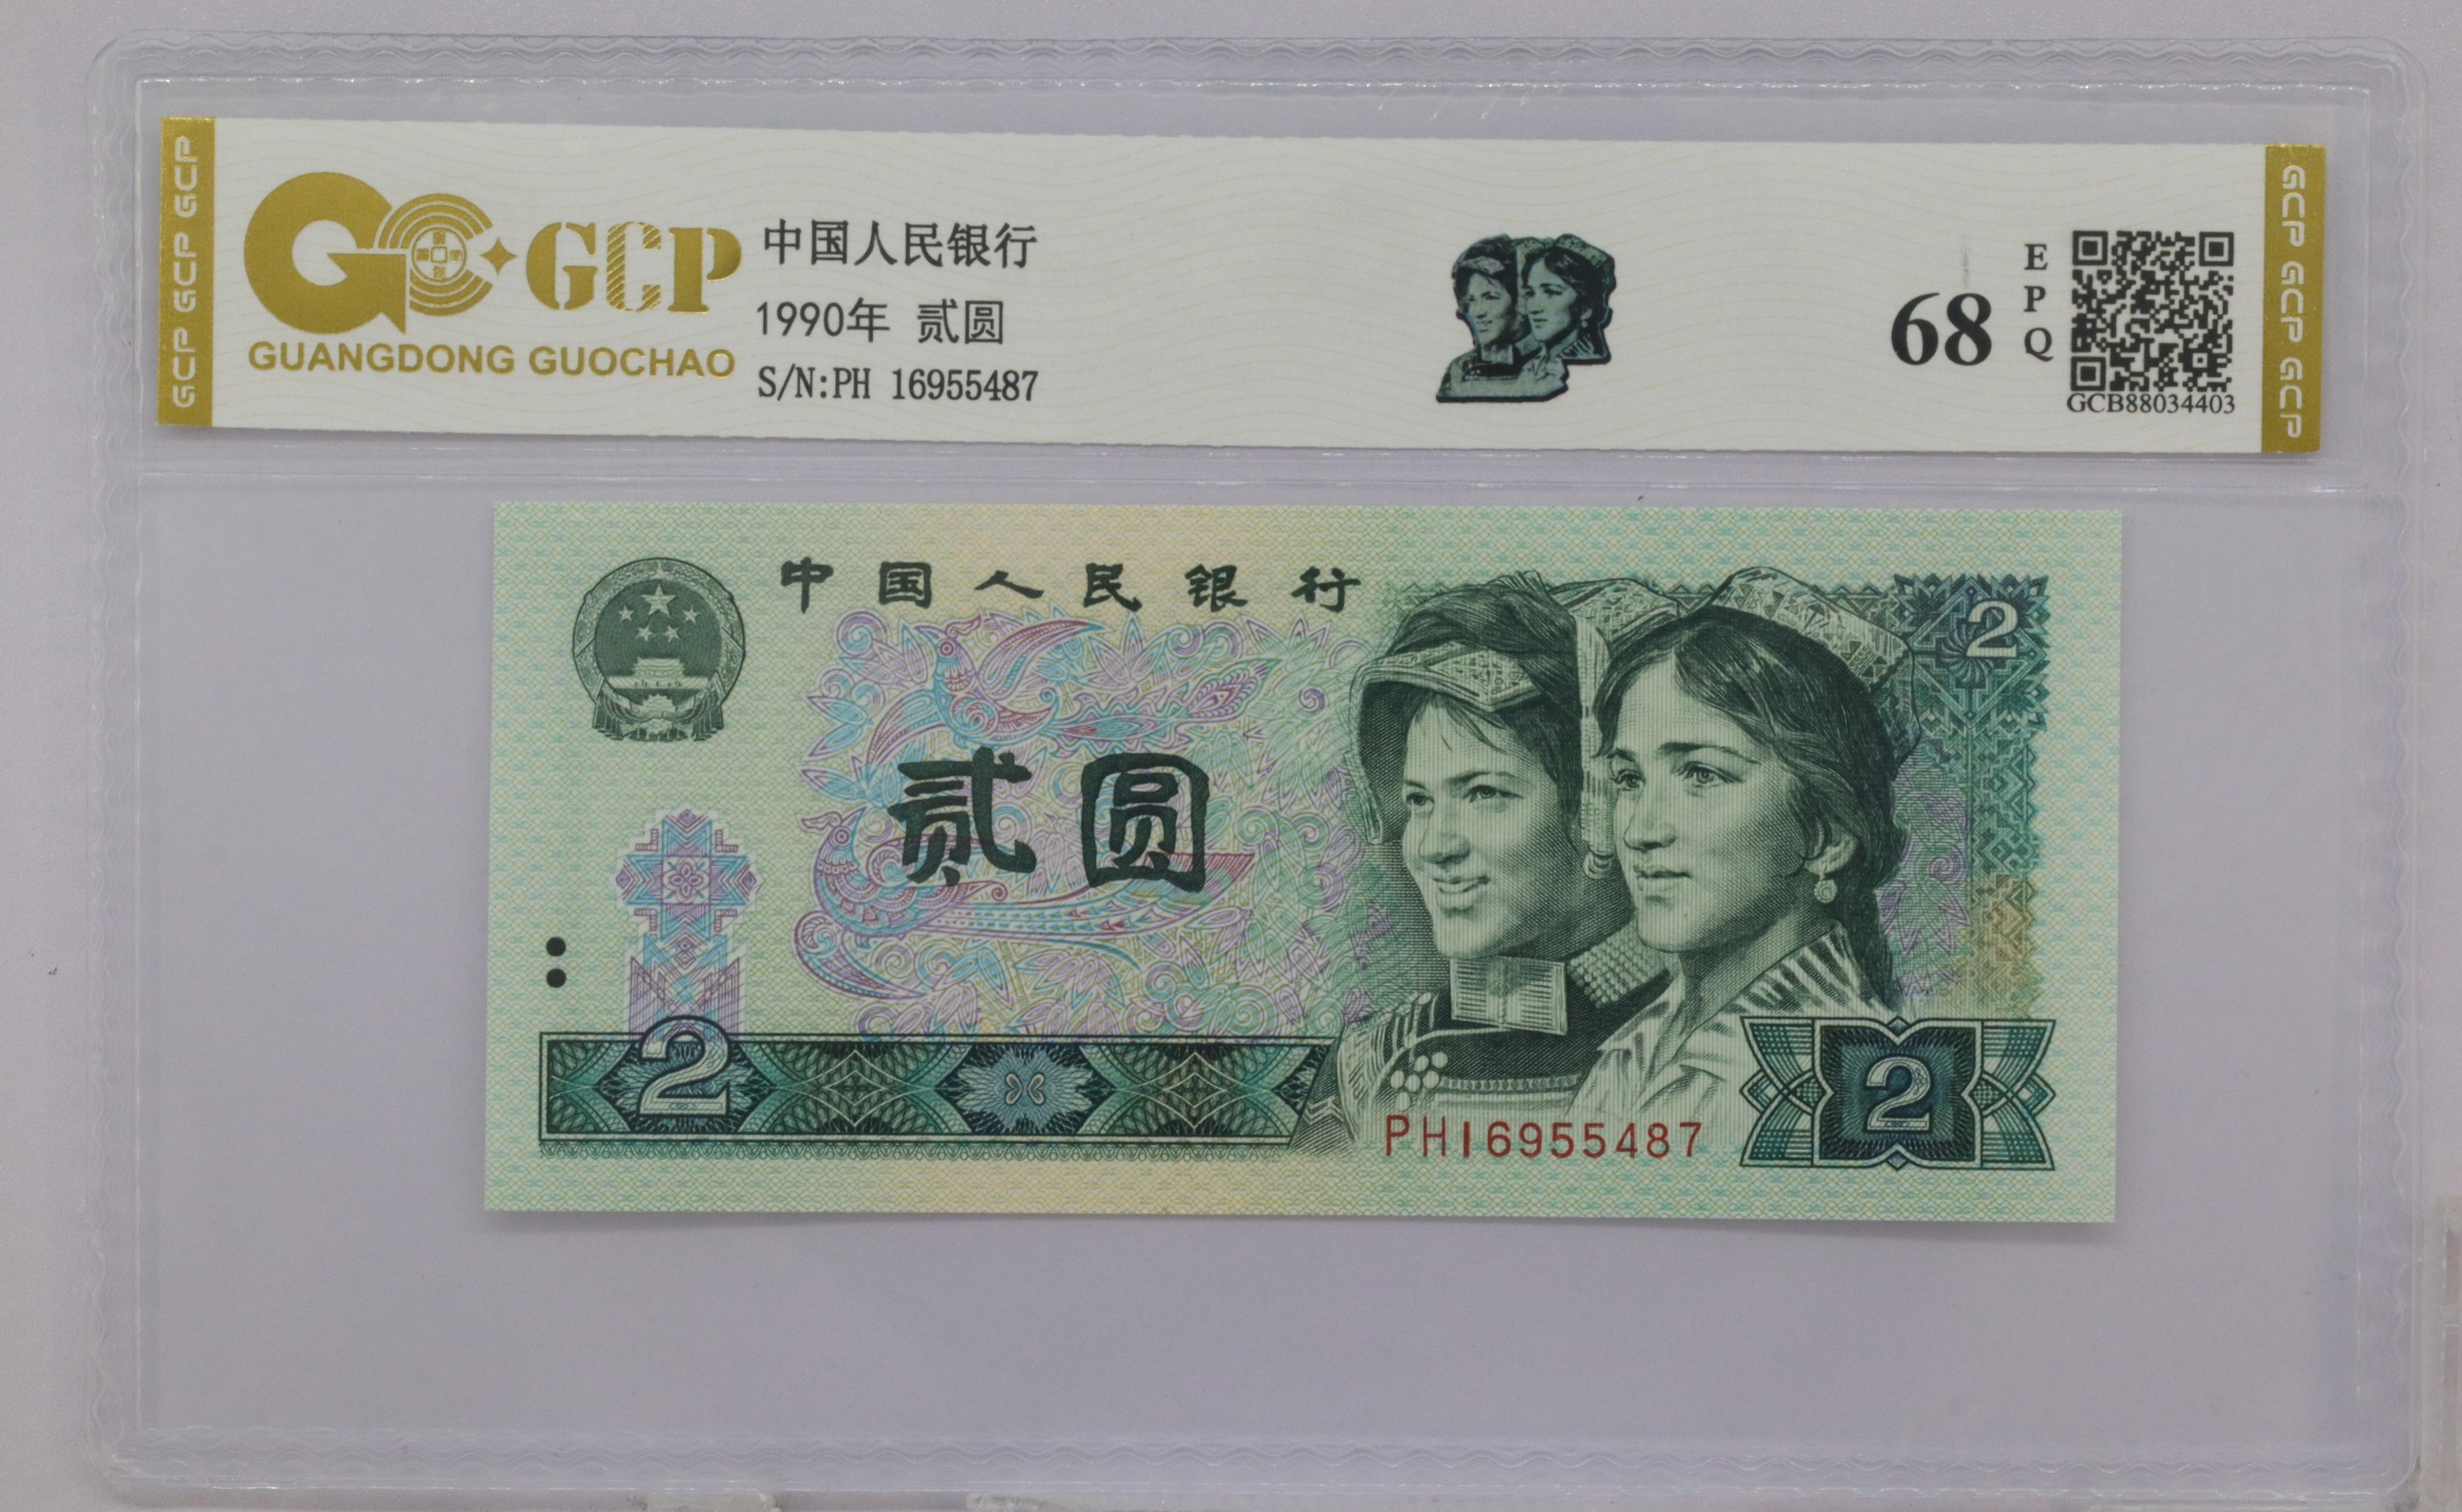 GCP GCP GCP
GCP
GUANGDONG GUOCHAO
中国人民银行
1990年 贰圆
S/N:PH 16955487
68
E
P
Q
GCB88034403
GCP GCP GCP
中国人民银行
2
贰圆
2
2
PH16955487